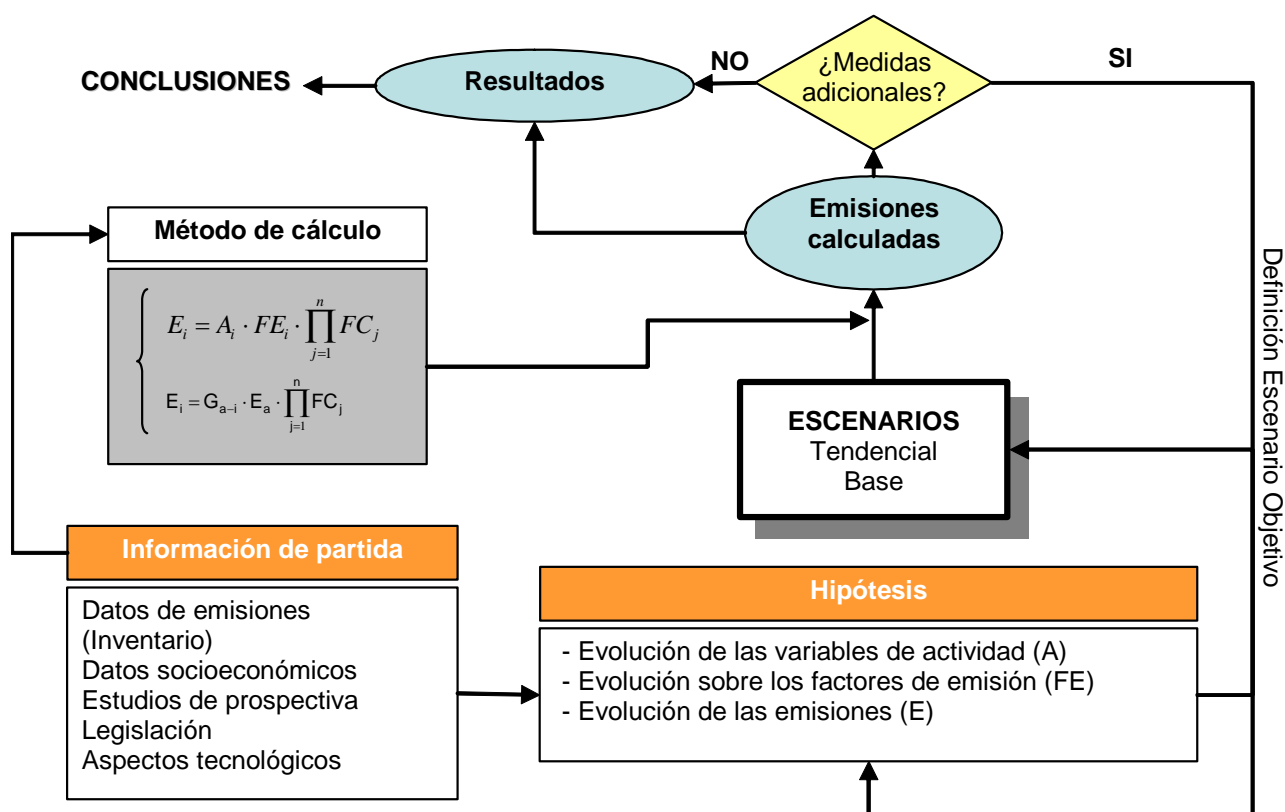 CONCLUSIONES
Resultados
NO
¿Medidas
adicionales?
SI
Emisiones
calculadas
Método de cálculo
E_i = A_i · FE_i · ∏_{j=1}^{n} FC_j
E_i = G_{a-i} · E_a · ∏_{j=1}^{n} FC_j
ESCENARIOS
Tendencial
Base
Definición Escenario Objetivo
Información de partida
Datos de emisiones
(Inventario)
Datos socioeconómicos
Estudios de prospectiva
Legislación
Aspectos tecnológicos
Hipótesis
- Evolución de las variables de actividad (A)
- Evolución sobre los factores de emisión (FE)
- Evolución de las emisiones (E)